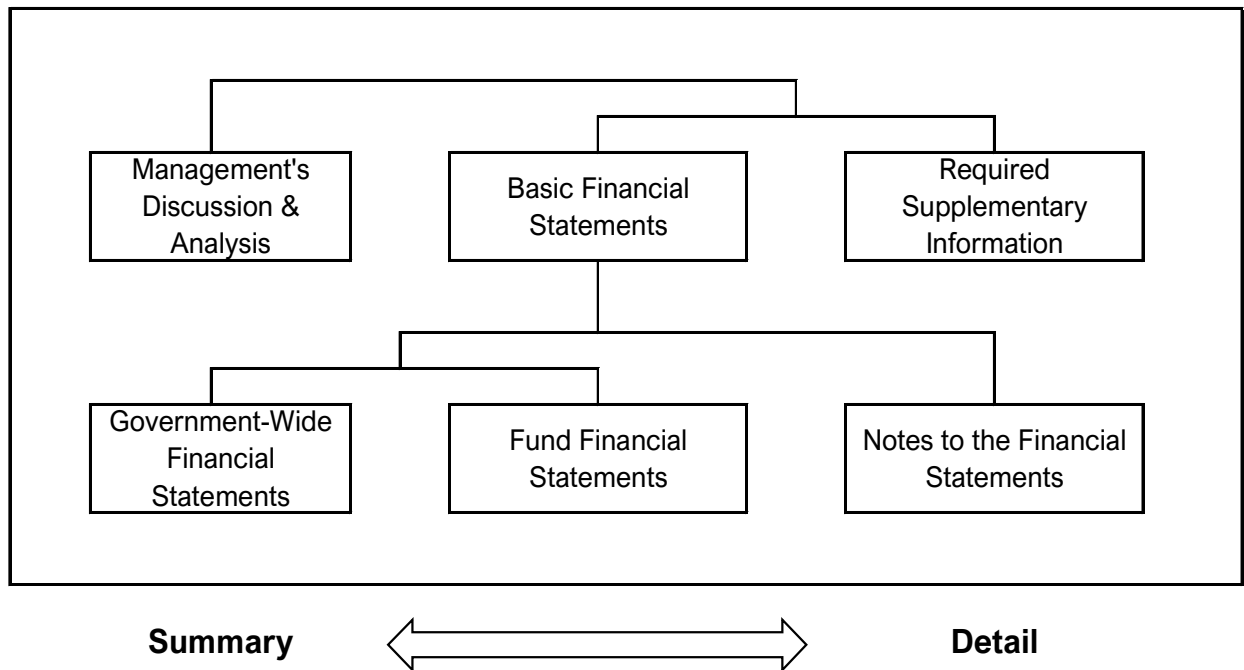 Management's
Discussion &
Analysis
Basic Financial
Statements
Required
Supplementary
Information
Government-Wide
Financial
Statements
Fund Financial
Statements
Notes to the Financial
Statements
Summary
Detail